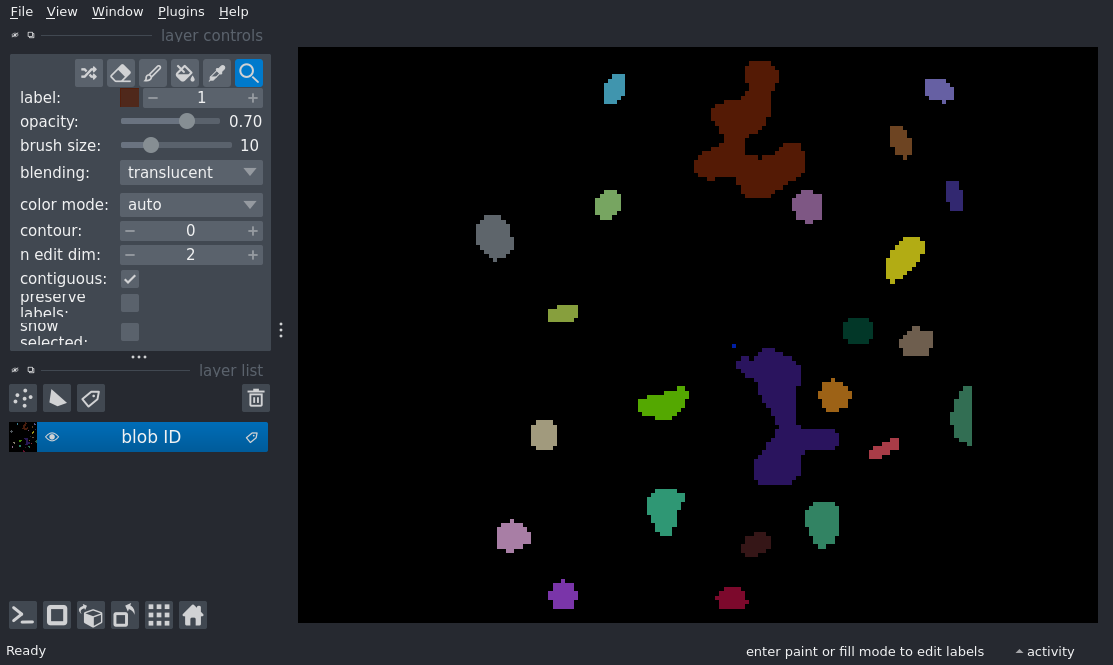 File View Window Plugins Help
layer controls
label: 1
opacity: 0.70
brush size: 10
blending: translucent
color mode: auto
contour: 0
n edit dim: 2
contiguous:
preserve
labels:
show
selected:
layer list
blob ID
Ready
enter paint or fill mode to edit labels
activity